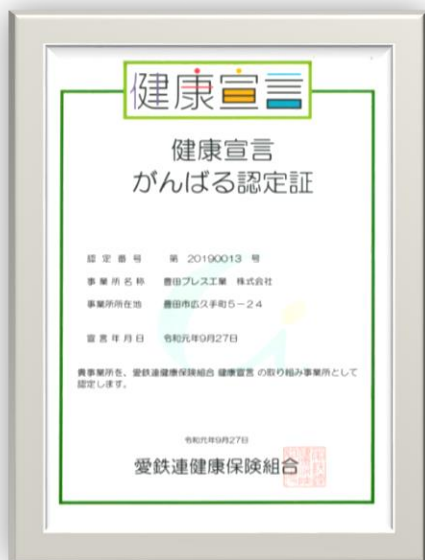 健康宣言
健康宣言
がんばる認定証
認定番号 第 20190013 号
事業所名称 豊田プレス工業 株式会社
事業所所在地 豊田市広久手町5-24
宣言年月日 令和元年9月27日
貴事業所を、愛鉄連健康保険組合 健康宣言 の取り組み事業所として
認定します。
令和元年9月27日
愛鉄連健康保険組合